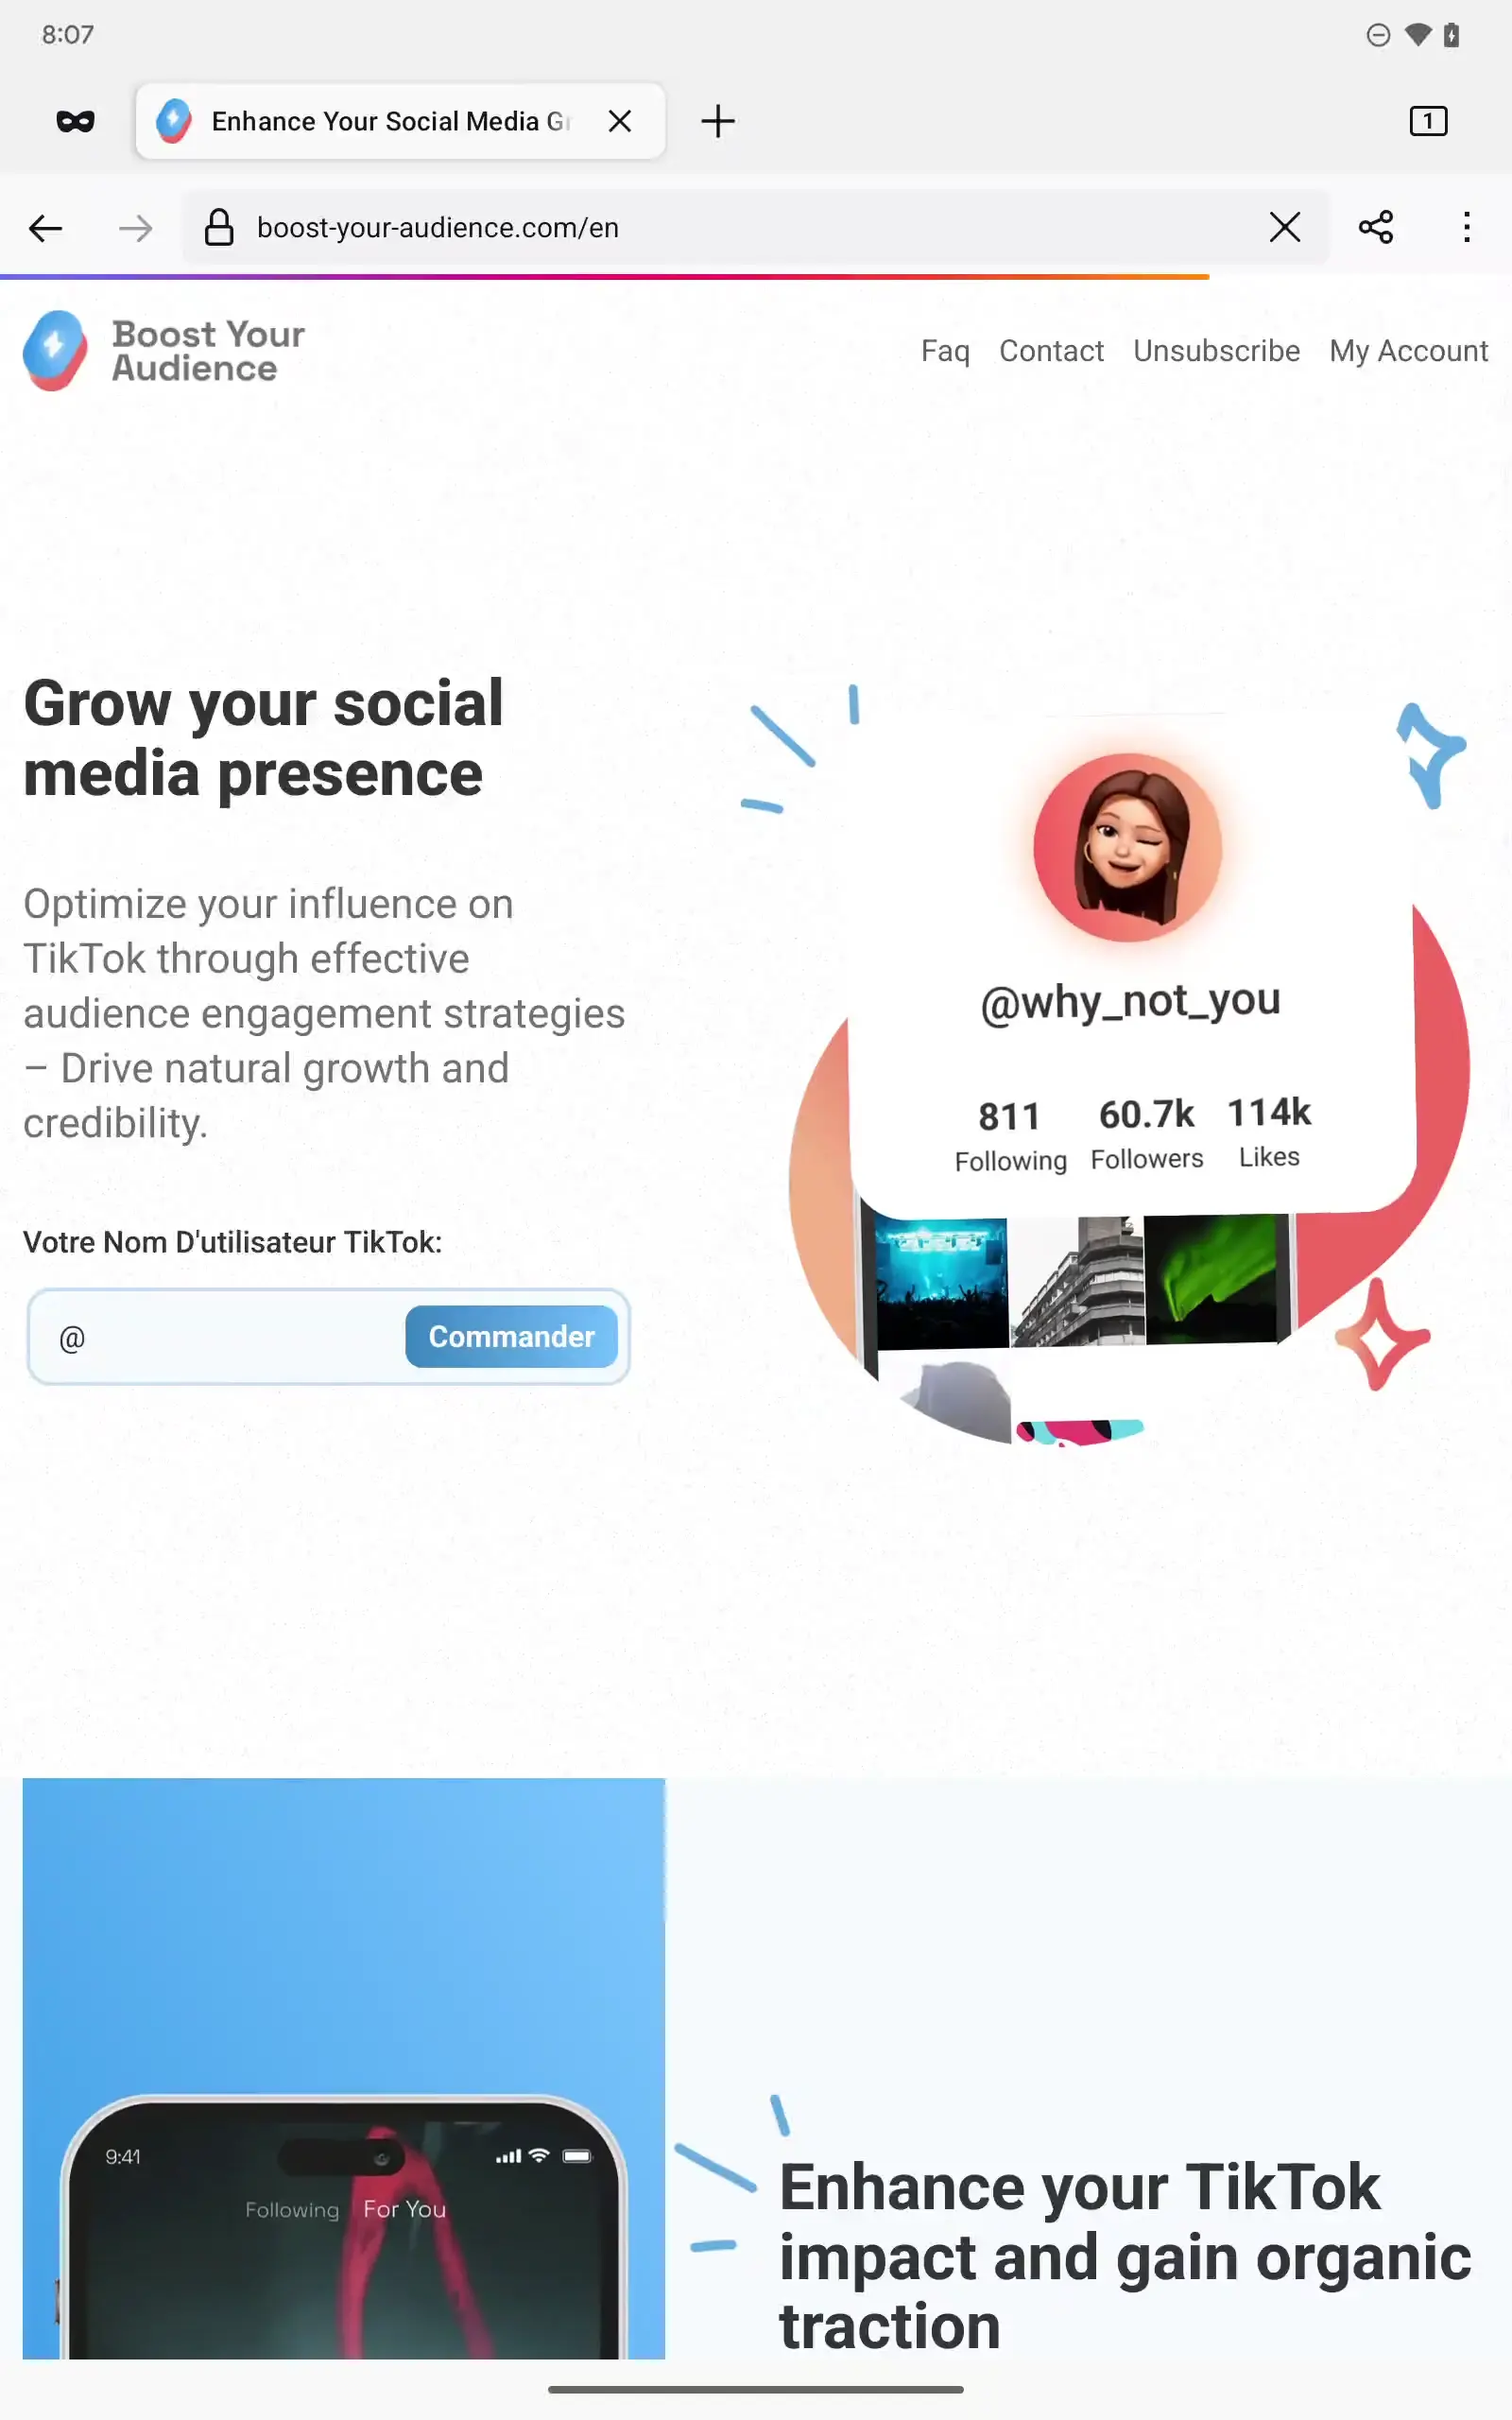 8:07
Enhance Your Social Media Gr
1
boost-your-audience.com/en
Boost Your
Audience
Faq Contact Unsubscribe My Account
Grow your social
media presence
Optimize your influence on
TikTok through effective
audience engagement strategies
– Drive natural growth and
credibility.
Votre Nom D'utilisateur TikTok:
@ Commander
@why_not_you
811 60.7k 114k
Following Followers Likes
9:41
Following For You
Enhance your TikTok
impact and gain organic
traction